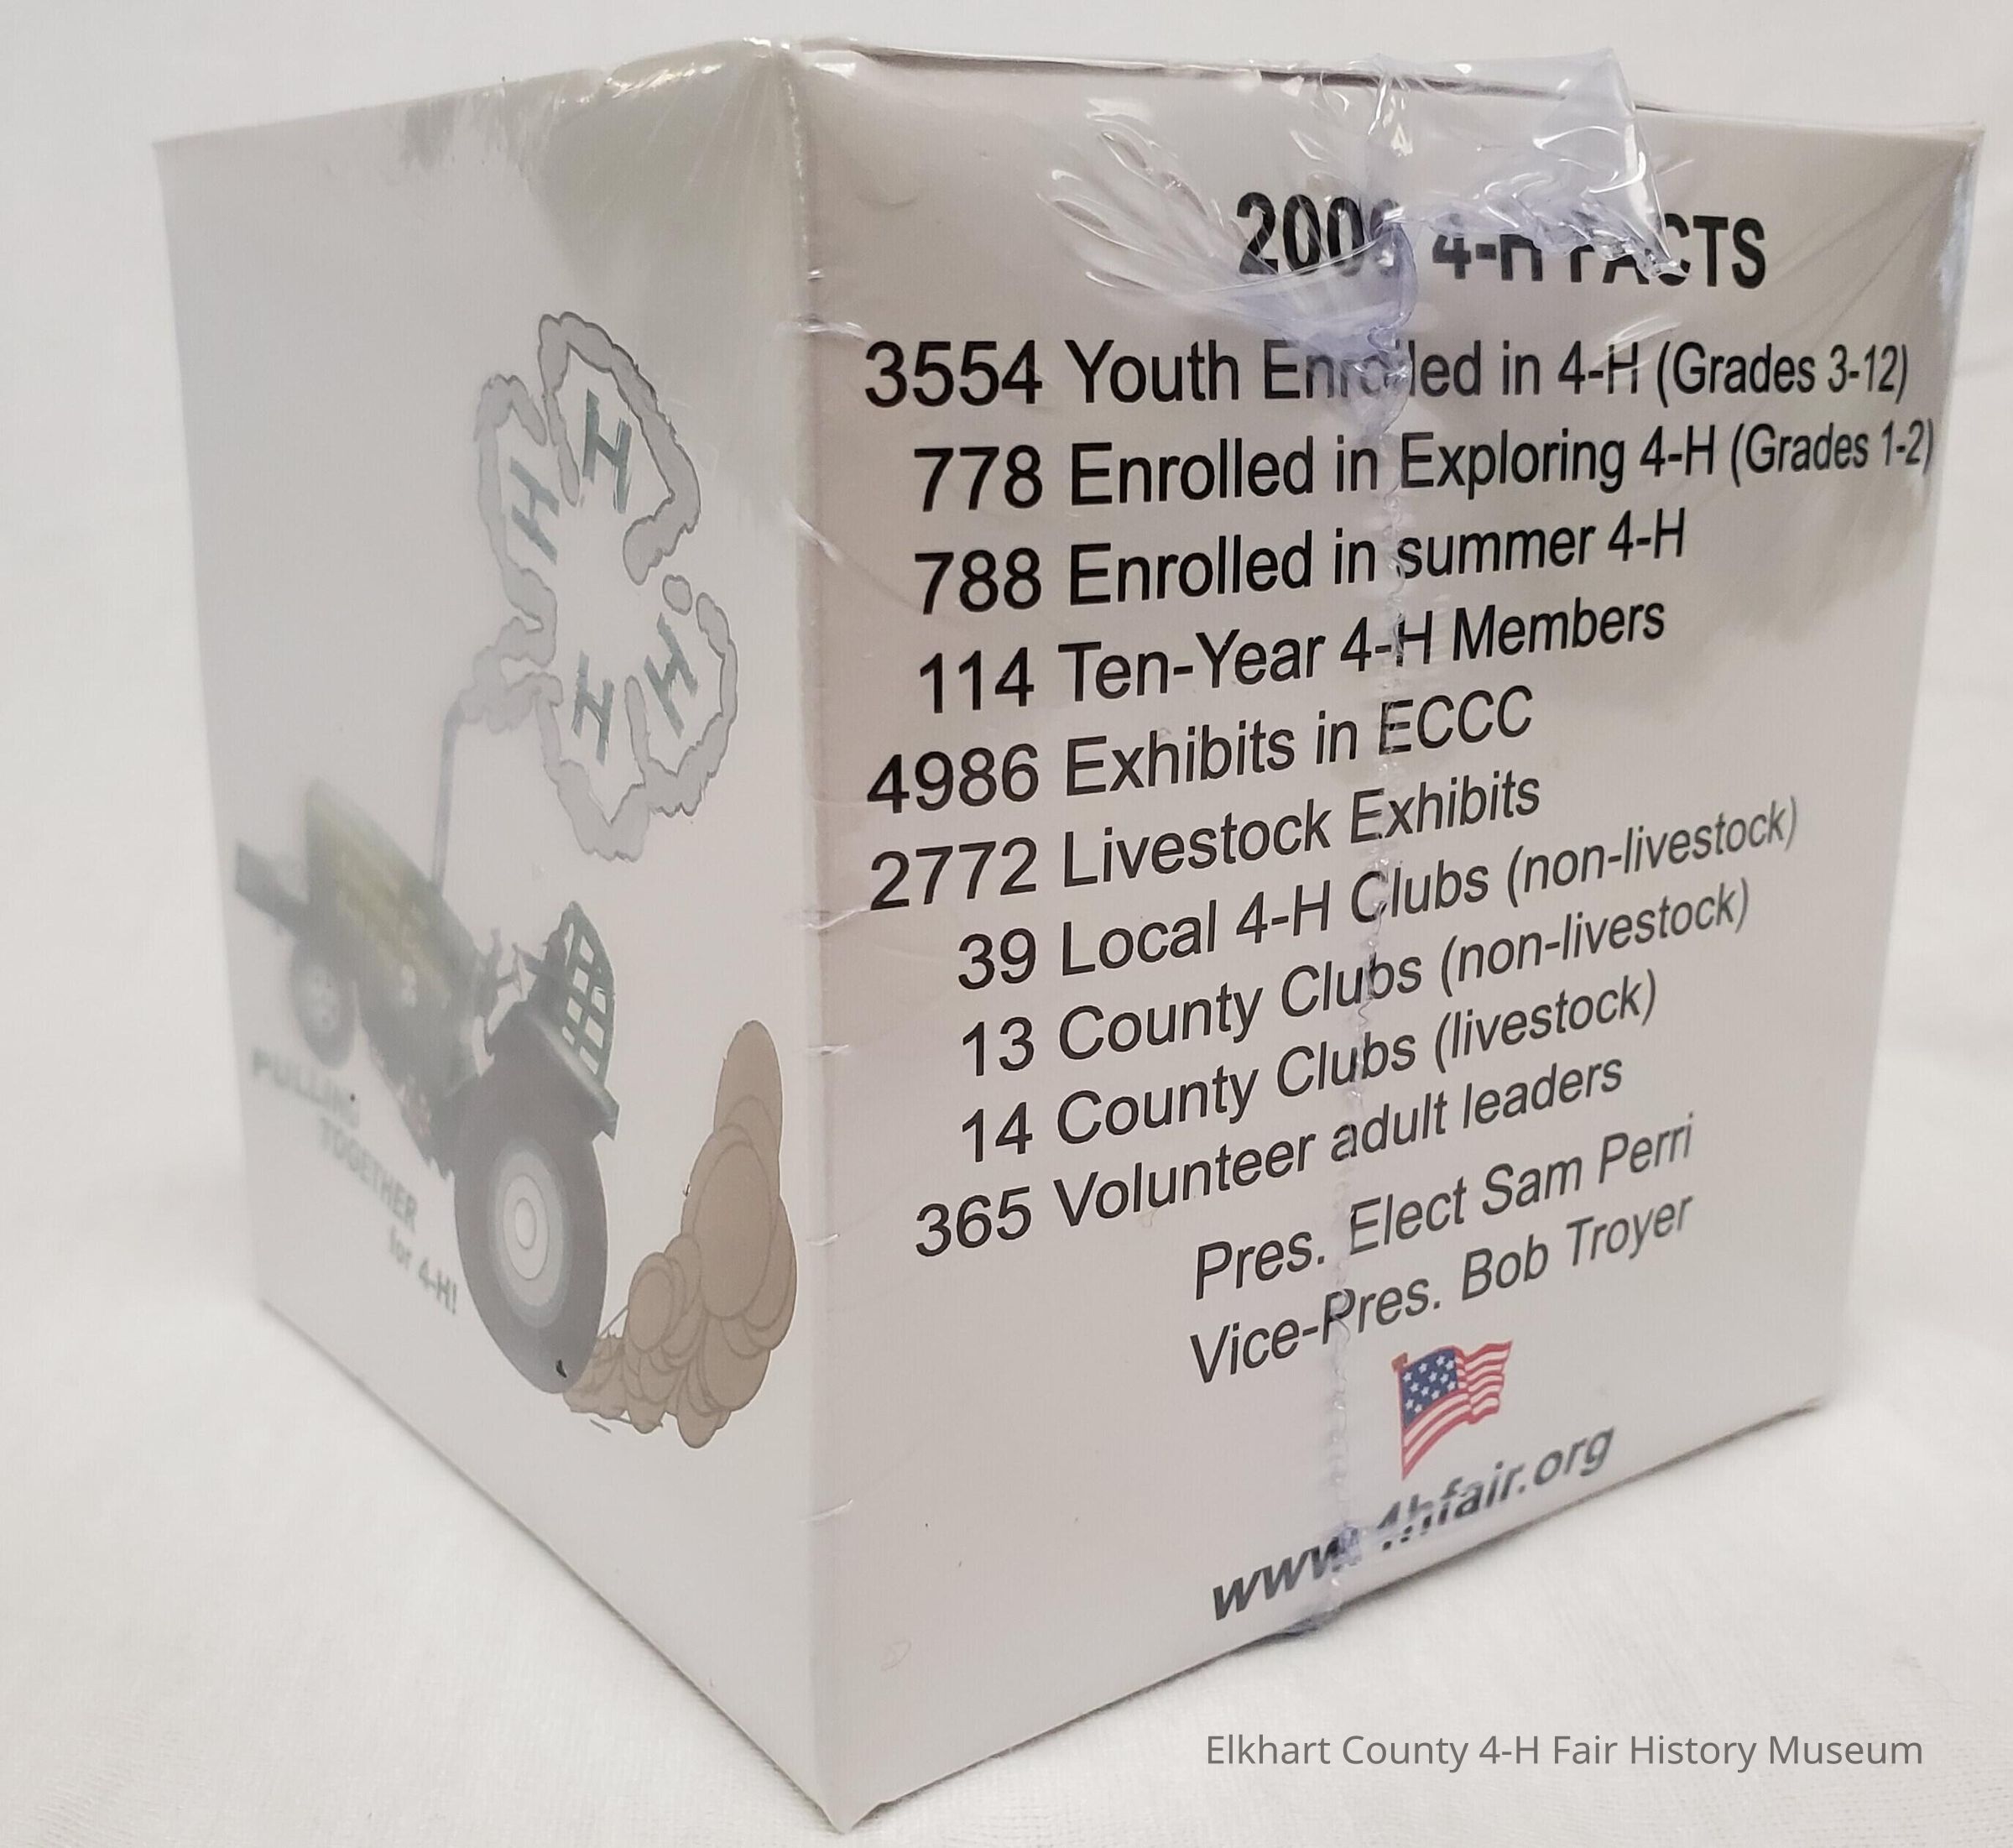 H
H
H
H
PULLING
TOGETHER
for 4-H!
4-H FACTS
3554 Youth Enrolled in 4-H (Grades 3-12)
778 Enrolled in Exploring 4-H (Grades 1-2)
788 Enrolled in summer 4-H
114 Ten-Year 4-H Members
4986 Exhibits in ECCC
2772 Livestock Exhibits
39 Local 4-H Clubs (non-livestock)
13 County Clubs (non-livestock)
14 County Clubs (livestock)
365 Volunteer adult leaders
Pres. Elect Sam Perri
Vice-Pres. Bob Troyer
www.4hfair.org
Elkhart County 4-H Fair History Museum